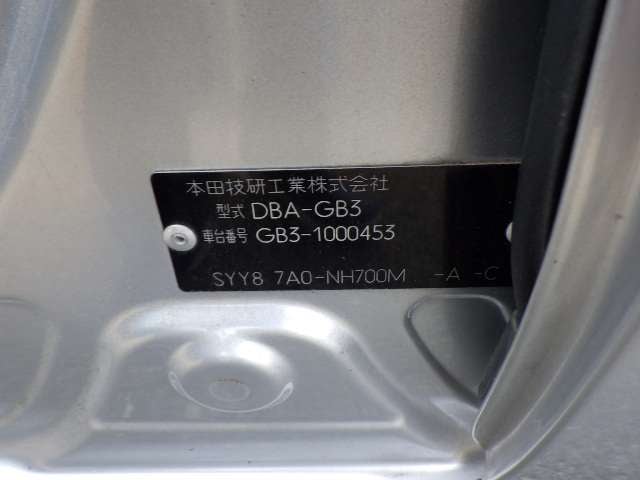 本田技研工業株式会社
型式 DBA-GB3
車台番号 GB3-1000453
SYY8 7A0-NH700M -A -C